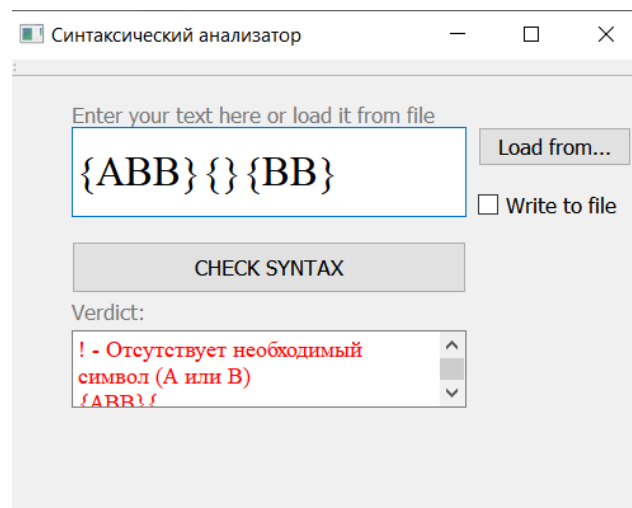 Синтаксический анализатор
Enter your text here or load it from file
{ABB}{}{BB}
Load from...
Write to file
CHECK SYNTAX
Verdict:
! - Отсутствует необходимый
символ (A или B)
{ABB}{